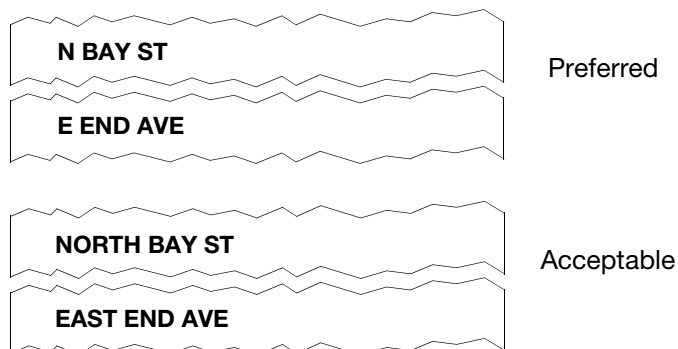 N BAY ST
Preferred
E END AVE
NORTH BAY ST
Acceptable
EAST END AVE